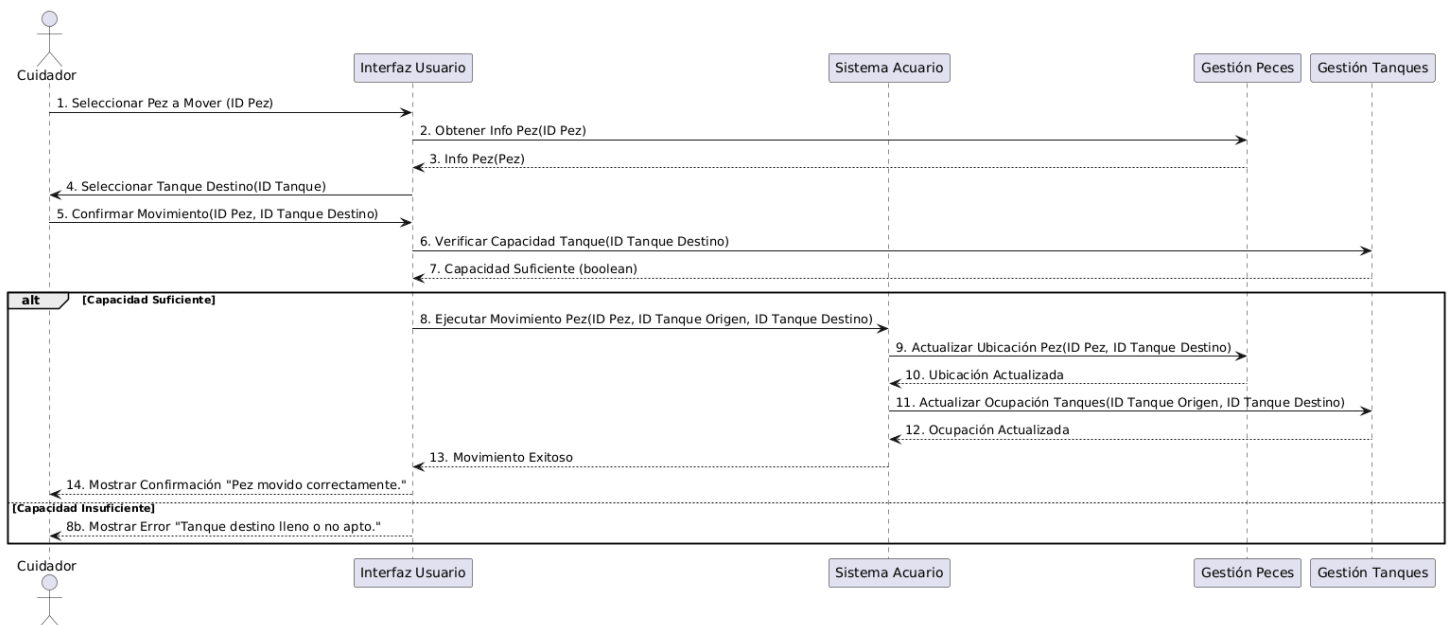 Cuidador
Interfaz Usuario
Sistema Acuario
Gestión Peces
Gestión Tanques
1. Seleccionar Pez a Mover (ID Pez)
2. Obtener Info Pez(ID Pez)
3. Info Pez(Pez)
4. Seleccionar Tanque Destino(ID Tanque)
5. Confirmar Movimiento(ID Pez, ID Tanque Destino)
6. Verificar Capacidad Tanque(ID Tanque Destino)
7. Capacidad Suficiente (boolean)
alt [Capacidad Suficiente]
8. Ejecutar Movimiento Pez(ID Pez, ID Tanque Origen, ID Tanque Destino)
9. Actualizar Ubicación Pez(ID Pez, ID Tanque Destino)
10. Ubicación Actualizada
11. Actualizar Ocupación Tanques(ID Tanque Origen, ID Tanque Destino)
12. Ocupación Actualizada
13. Movimiento Exitoso
14. Mostrar Confirmación "Pez movido correctamente."
[Capacidad Insuficiente]
8b. Mostrar Error "Tanque destino lleno o no apto."
Cuidador
Interfaz Usuario
Sistema Acuario
Gestión Peces
Gestión Tanques